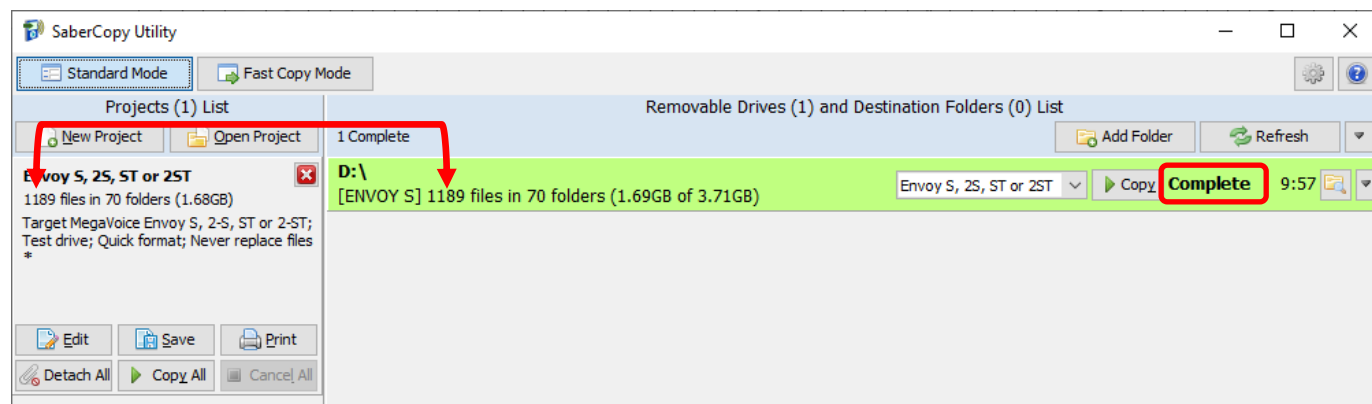 SaberCopy Utility
Standard Mode
Fast Copy Mode
Projects (1) List
Removable Drives (1) and Destination Folders (0) List
New Project
Open Project
1 Complete
Add Folder
Refresh
Envoy S, 2S, ST or 2ST
1189 files in 70 folders (1.68GB)
Target MegaVoice Envoy S, 2-S, ST or 2-ST;
Test drive; Quick format; Never replace files
*
D:\
[ENVOY S] 1189 files in 70 folders (1.69GB of 3.71GB)
Envoy S, 2S, ST or 2ST
Copy
Complete
9:57
Edit
Save
Print
Detach All
Copy All
Cancel All